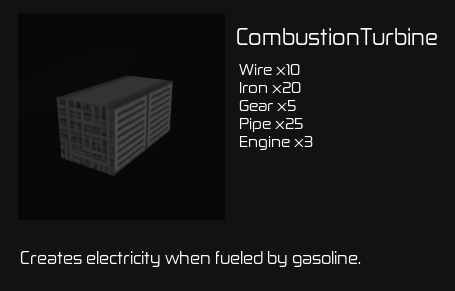 CombustionTurbine
Wire x10
Iron x20
Gear x5
Pipe x25
Engine x3
Creates electricity when fueled by gasoline.